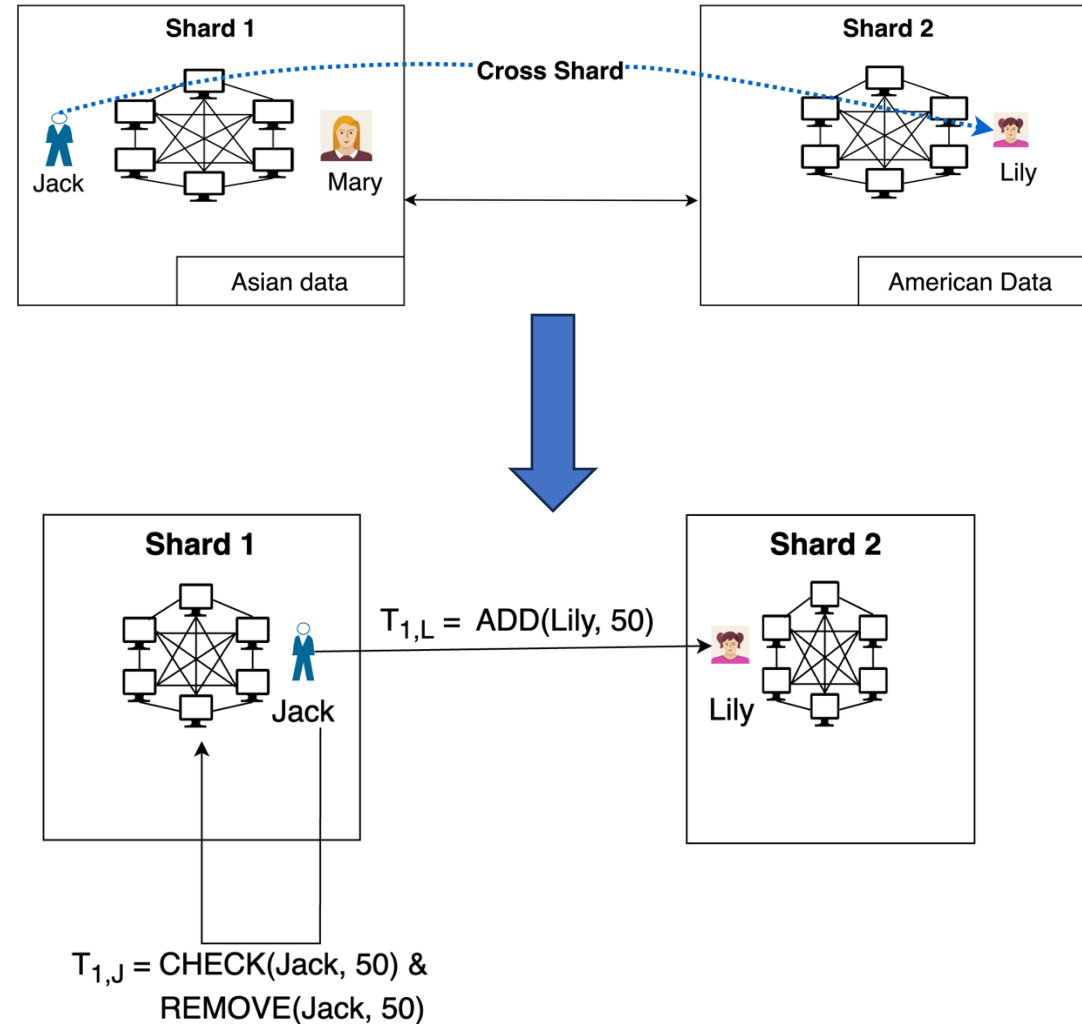 Shard 1
Shard 2
Cross Shard
Jack
Mary
Lily
Asian data
American Data
Shard 1
Shard 2
T1,L = ADD(Lily, 50)
Jack
Lily
T1,J = CHECK(Jack, 50) &
REMOVE(Jack, 50)